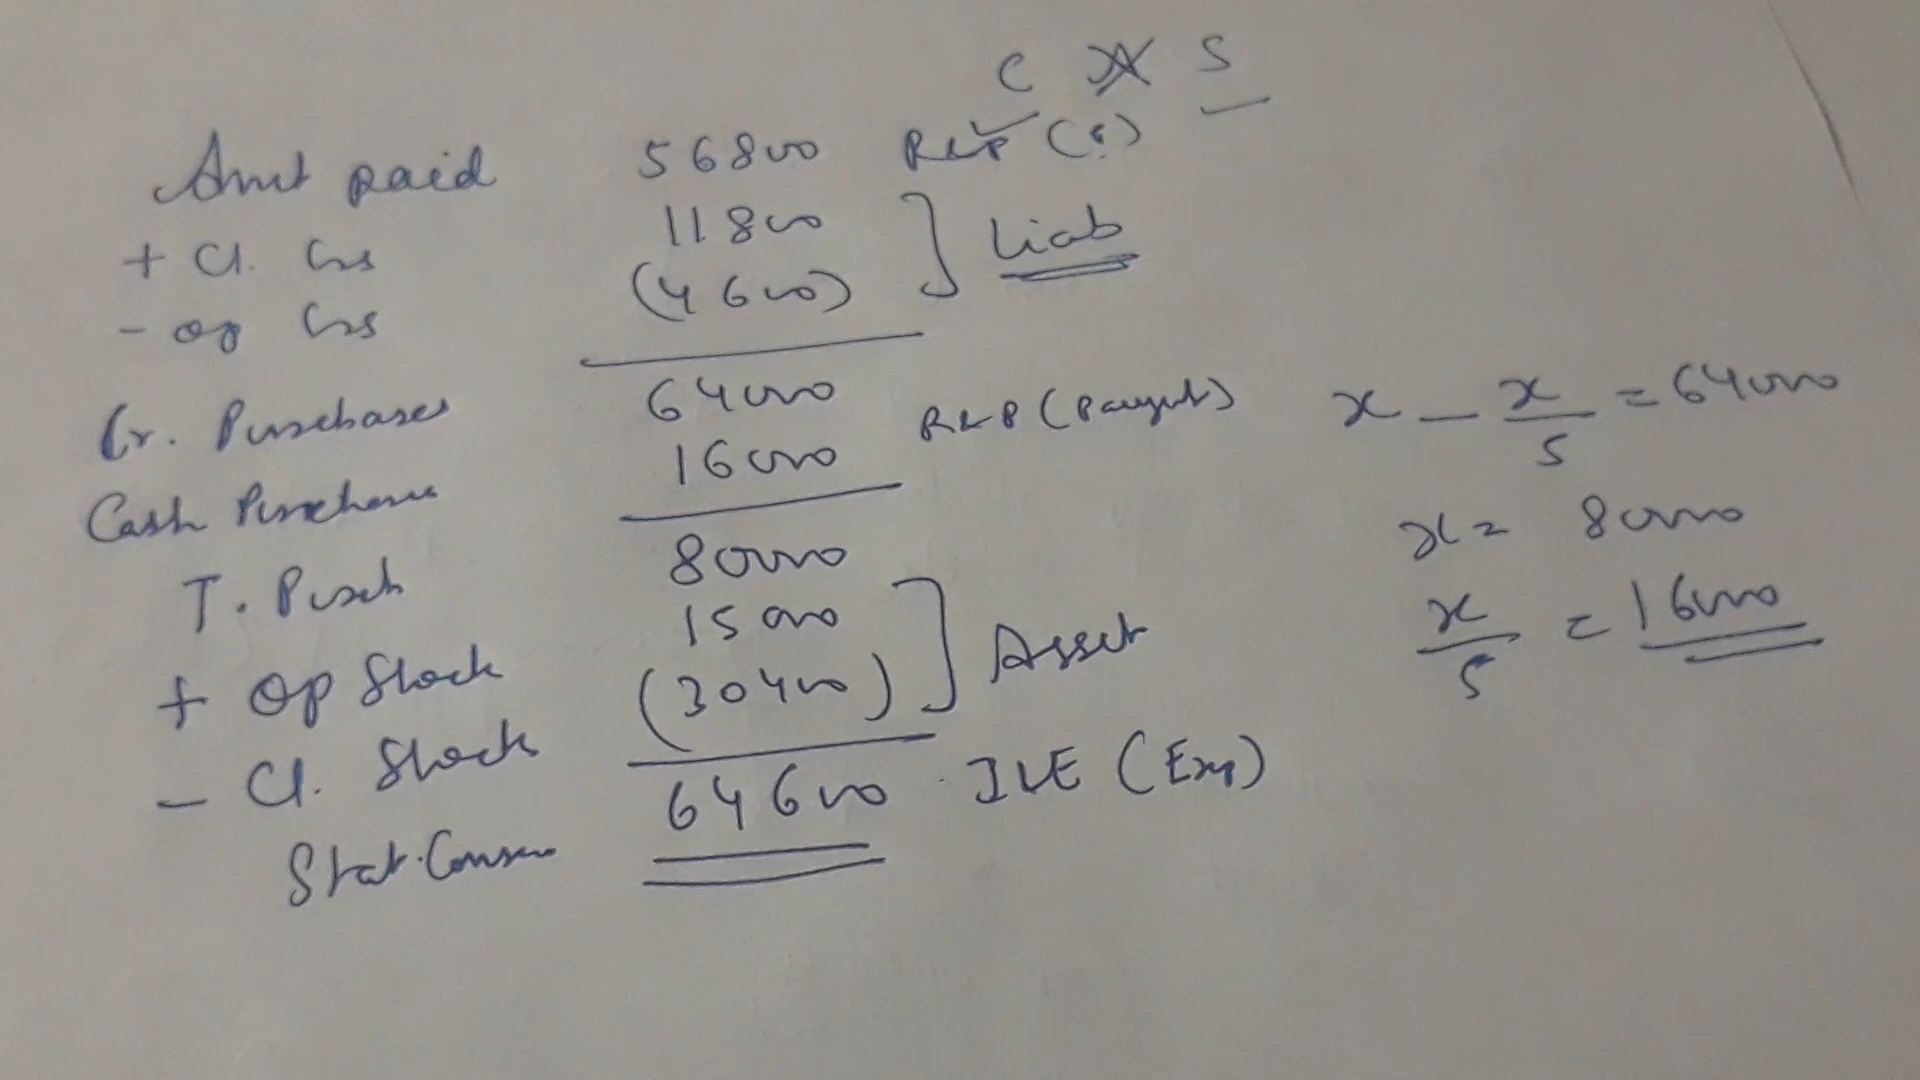 C A S
Amt paid 56800 R&P (P)
+ Cl. Crs 11800 Liab
- op Crs (4600)
Cr. Purchases 64000 R&P (Payment) x - x/5 = 64000
Cash Purchases 16000
T. Purch 80000 x = 80000
+ Op Stock 15000 Asset x/5 = 16000
- Cl. Stock (30400)
Stat. Consu 64600 I&E (Exp)